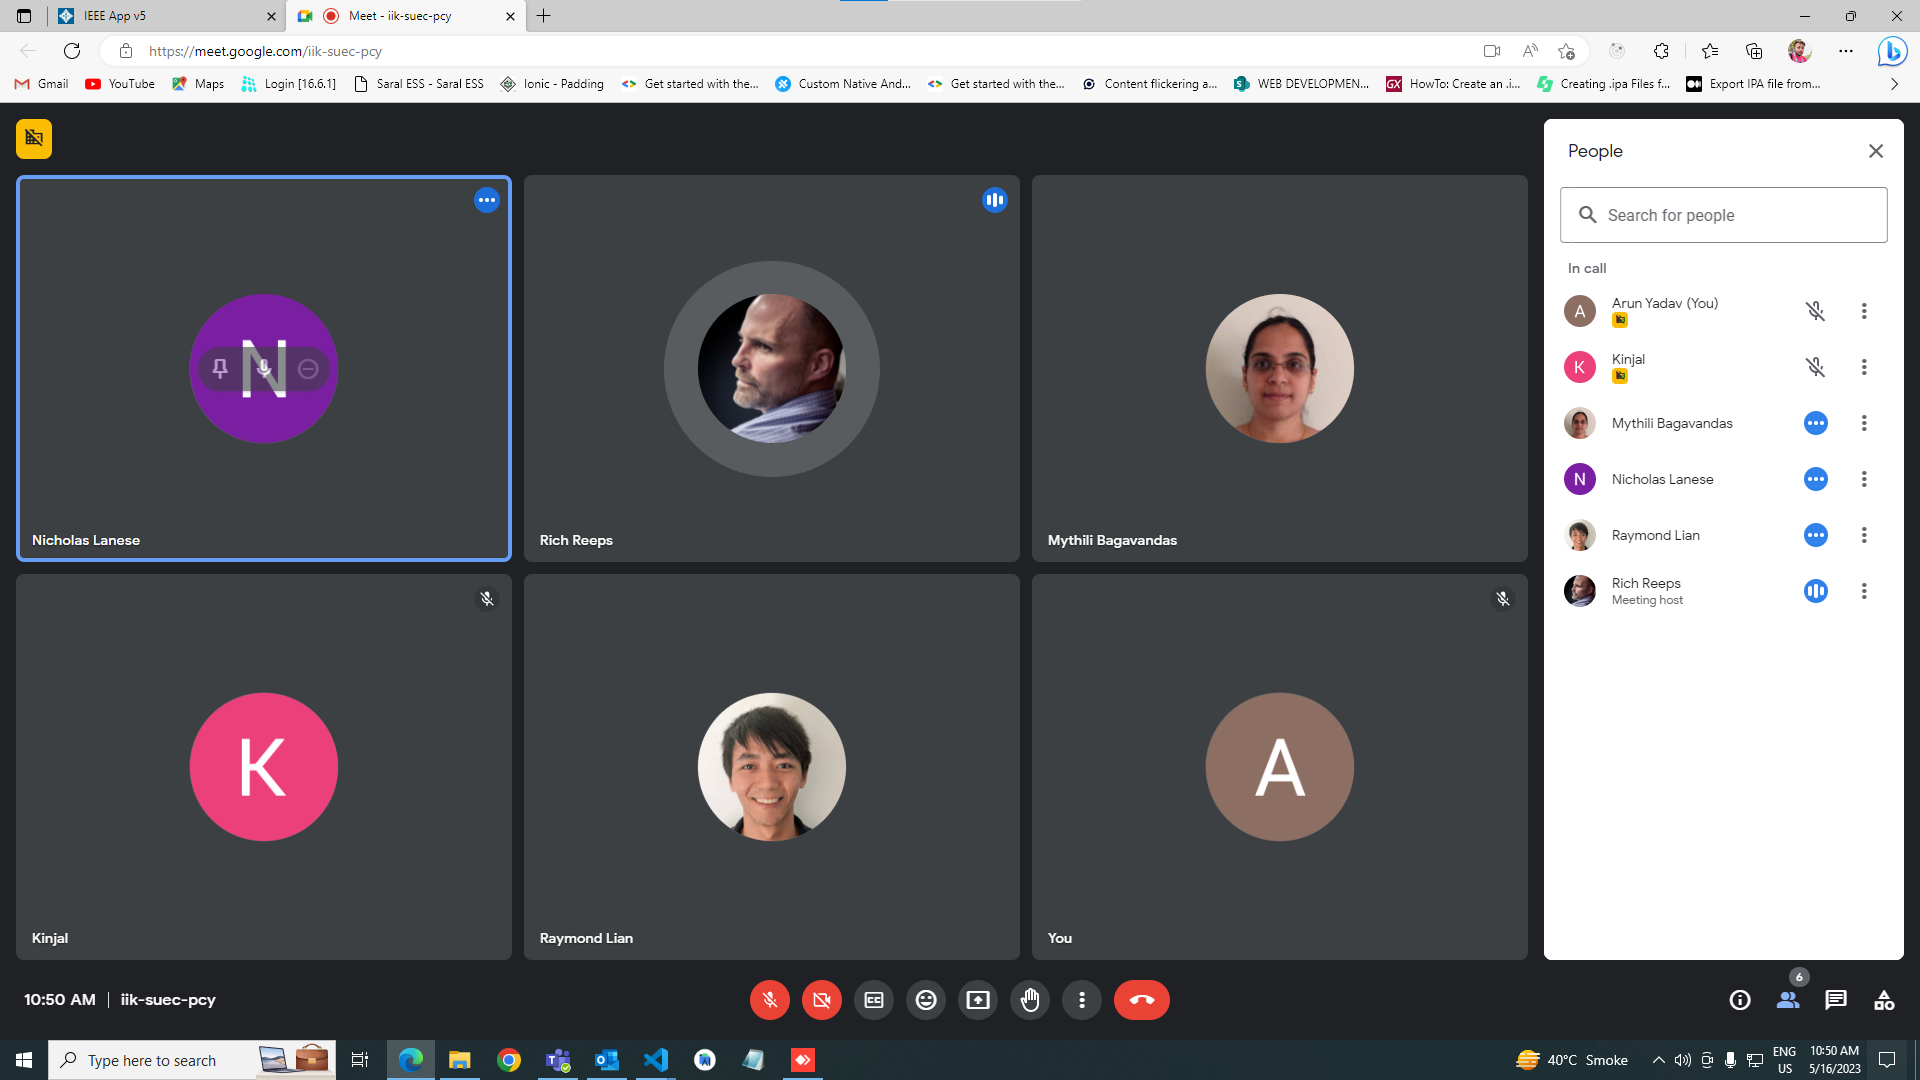 IEEE App v5
Meet - iik-suec-pcy
https://meet.google.com/iik-suec-pcy
Gmail
YouTube
Maps
Login [16.6.1]
Saral ESS - Saral ESS
Ionic - Padding
Get started with the...
Custom Native And...
Get started with the...
Content flickering a...
WEB DEVELOPMEN...
HowTo: Create an .i...
Creating .ipa Files f...
Export IPA file from...
N
Nicholas Lanese
Rich Reeps
Mythili Bagavandas
K
Kinjal
Raymond Lian
A
You
People
Search for people
In call
A
Arun Yadav (You)
K
Kinjal
Mythili Bagavandas
N
Nicholas Lanese
Raymond Lian
Rich Reeps
Meeting host
10:50 AM | iik-suec-pcy
CC
6
Type here to search
40°C Smoke
ENG
US
10:50 AM
5/16/2023